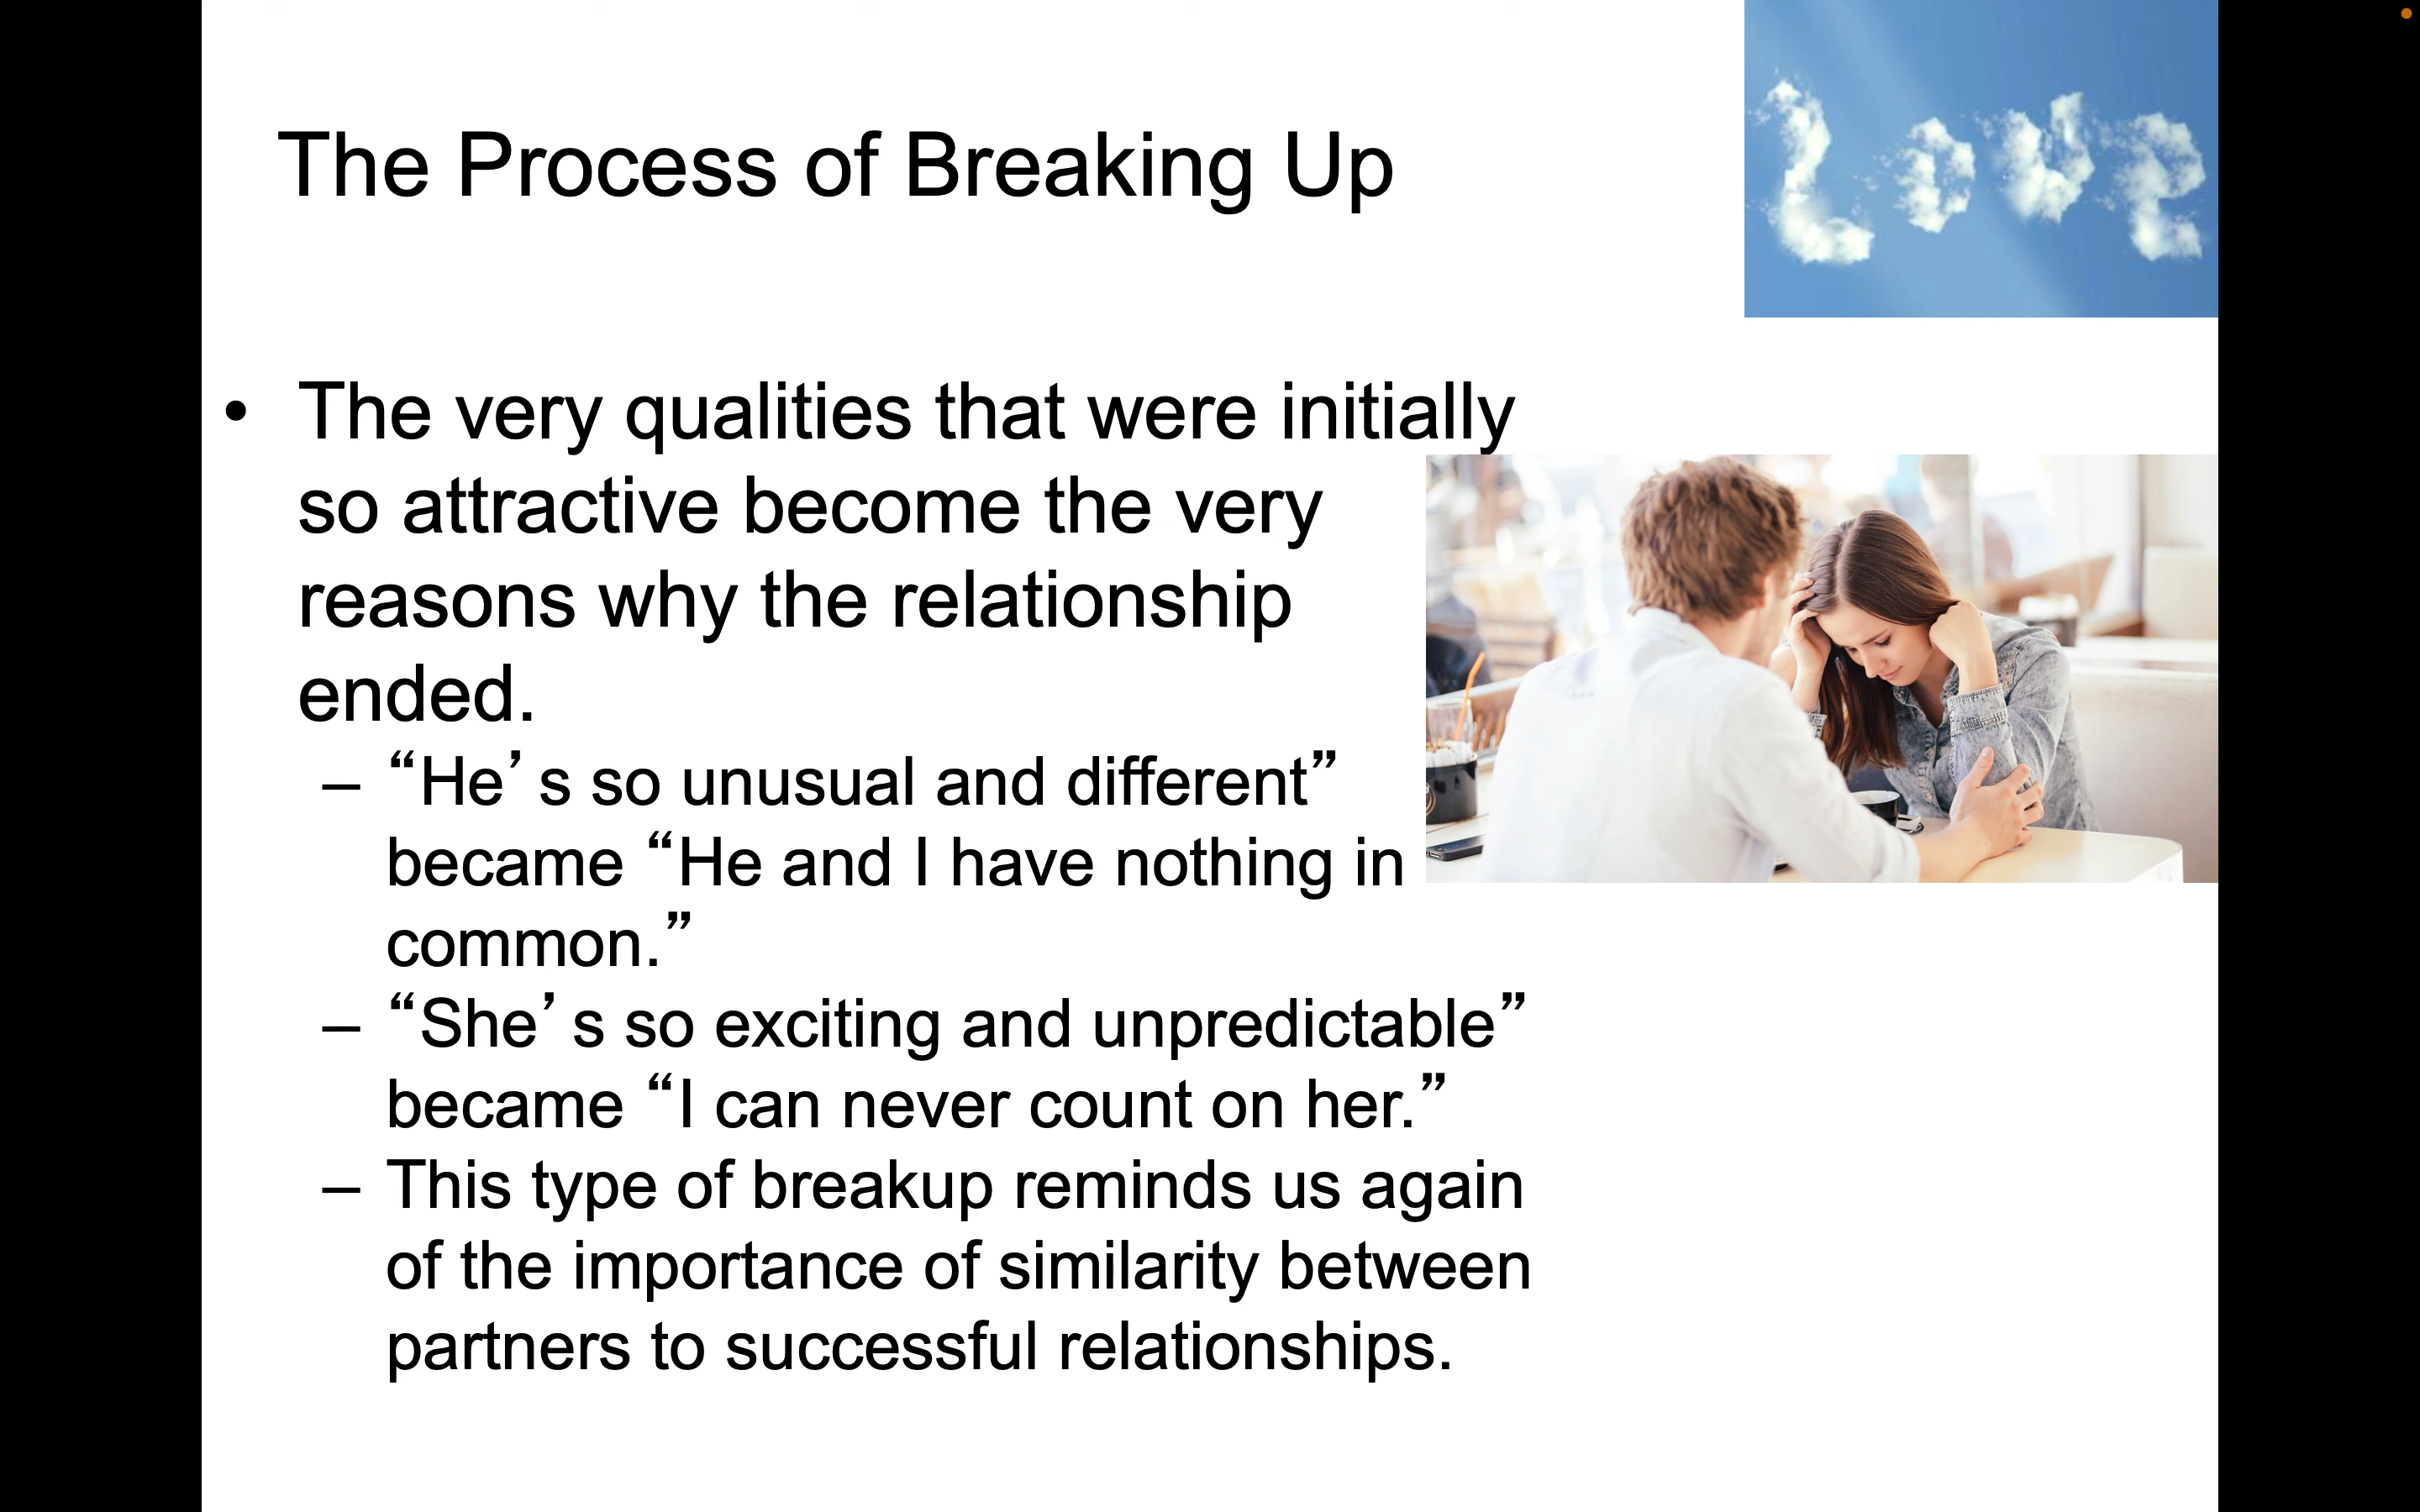 Love
The Process of Breaking Up
• The very qualities that were initially
so attractive become the very
reasons why the relationship
ended.
– “He’s so unusual and different”
became “He and I have nothing in
common.”
– “She’s so exciting and unpredictable”
became “I can never count on her.”
– This type of breakup reminds us again
of the importance of similarity between
partners to successful relationships.